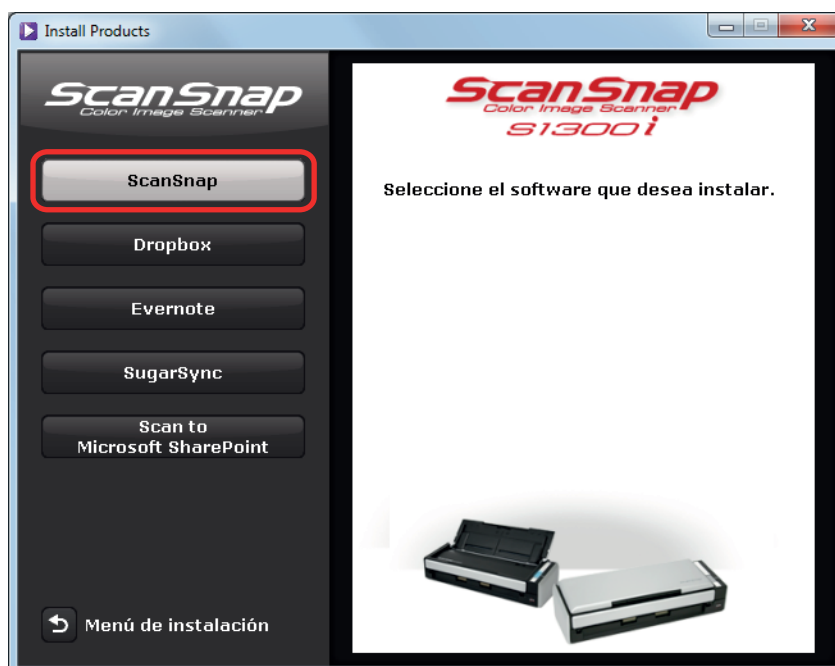 Install Products
ScanSnap
Color Image Scanner
ScanSnap
Dropbox
Evernote
SugarSync
Scan to
Microsoft SharePoint
Menú de instalación
ScanSnap
Color Image Scanner
S1300i
Seleccione el software que desea instalar.